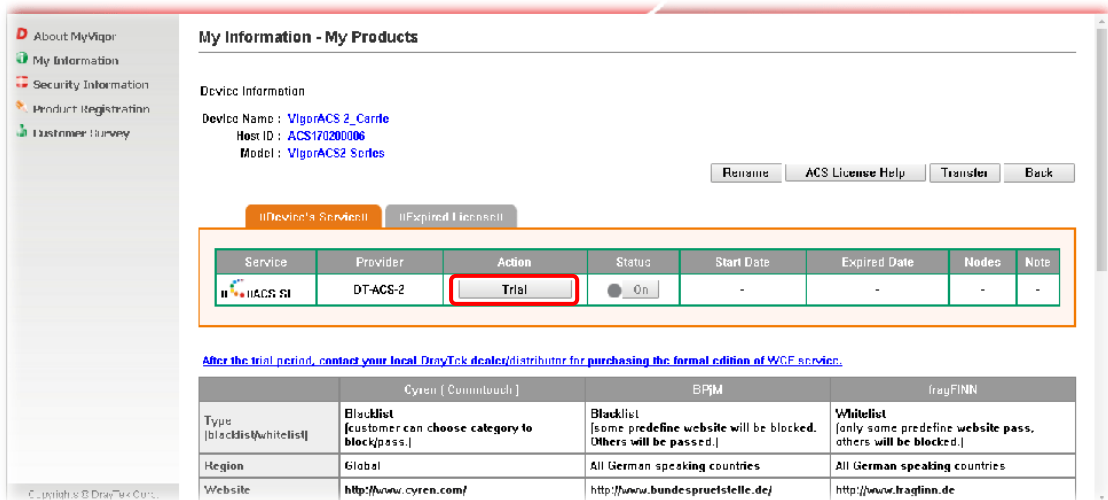 About MyVigor
My Information
Security Information
Product Registration
Customer Survey
My Information - My Products
Device Information
Device Name : VigorACS 2_Carrie
Host ID : ACS170200006
Model : VigorACS2 Series
Rename
ACS License Help
Transfer
Back
Device's Service
Expired License
Service Provider Action Status Start Date Expired Date Nodes Note
ACS SI DT-ACS-2 Trial On - - - -
After the trial period, contact your local DrayTek dealer/distributor for purchasing the formal edition of WCF service.
Cyren ( Commtouch ) BPjM fragFINN
Type
(blacklist/whitelist)
Blacklist
(customer can choose category to
block/pass.)
Blacklist
(some predefine website will be blocked.
Others will be passed.)
Whitelist
(only some predefine website pass,
others will be blocked.)
Region Global All German speaking countries All German speaking countries
Website http://www.cyren.com/ http://www.bundespruefstelle.de/ http://www.fragfinn.de
Copyrights © DrayTek Corp.